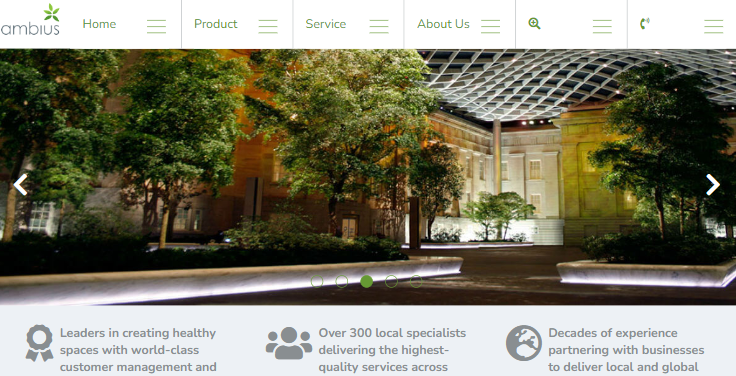 ambius
Home
Product
Service
About Us
Leaders in creating healthy
spaces with world-class
customer management and
Over 300 local specialists
delivering the highest-
quality services across
Decades of experience
partnering with businesses
to deliver local and global